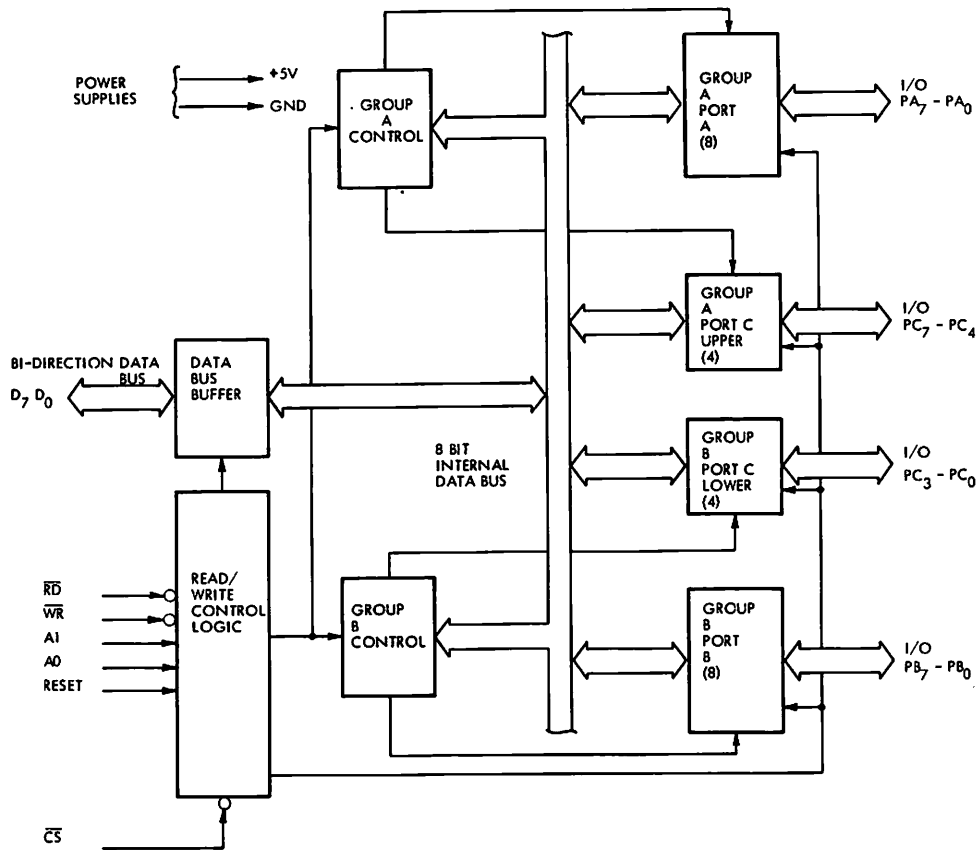 POWER
SUPPLIES
+5V
GND
GROUP
A
CONTROL
GROUP
A
PORT
A
(8)
I/O
PA7 - PA0
GROUP
A
PORT C
UPPER
(4)
I/O
PC7 - PC4
BI-DIRECTION DATA
BUS
D7 D0
DATA
BUS
BUFFER
8 BIT
INTERNAL
DATA BUS
GROUP
B
PORT C
LOWER
(4)
I/O
PC3 - PC0
RD
WR
A1
A0
RESET
READ/
WRITE
CONTROL
LOGIC
GROUP
B
CONTROL
GROUP
B
PORT
B
(8)
I/O
PB7 - PB0
CS